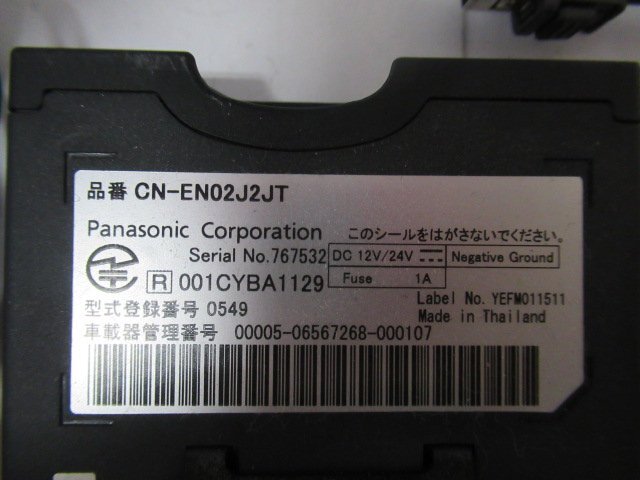 品番 CN-EN02J2JT
Panasonic Corporation このシールをはがさないでください。
Serial No.767532 DC 12V/24V Negative Ground
Fuse 1A
R 001CYBA1129
Label No. YEFM011511
型式登録番号 0549
Made in Thailand
車載器管理番号 00005-06567268-000107